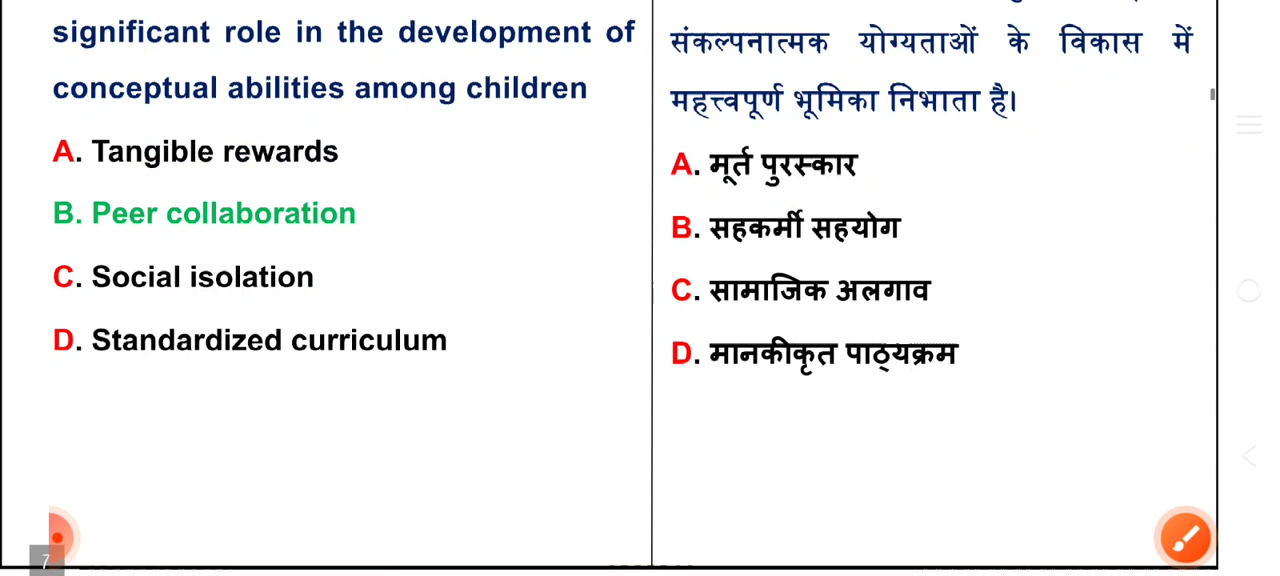 significant role in the development of
conceptual abilities among children
A. Tangible rewards
B. Peer collaboration
C. Social isolation
D. Standardized curriculum
संकल्पनात्मक योग्यताओं के विकास में
महत्त्वपूर्ण भूमिका निभाता है।
A. मूर्त पुरस्कार
B. सहकर्मी सहयोग
C. सामाजिक अलगाव
D. मानकीकृत पाठ्यक्रम
7